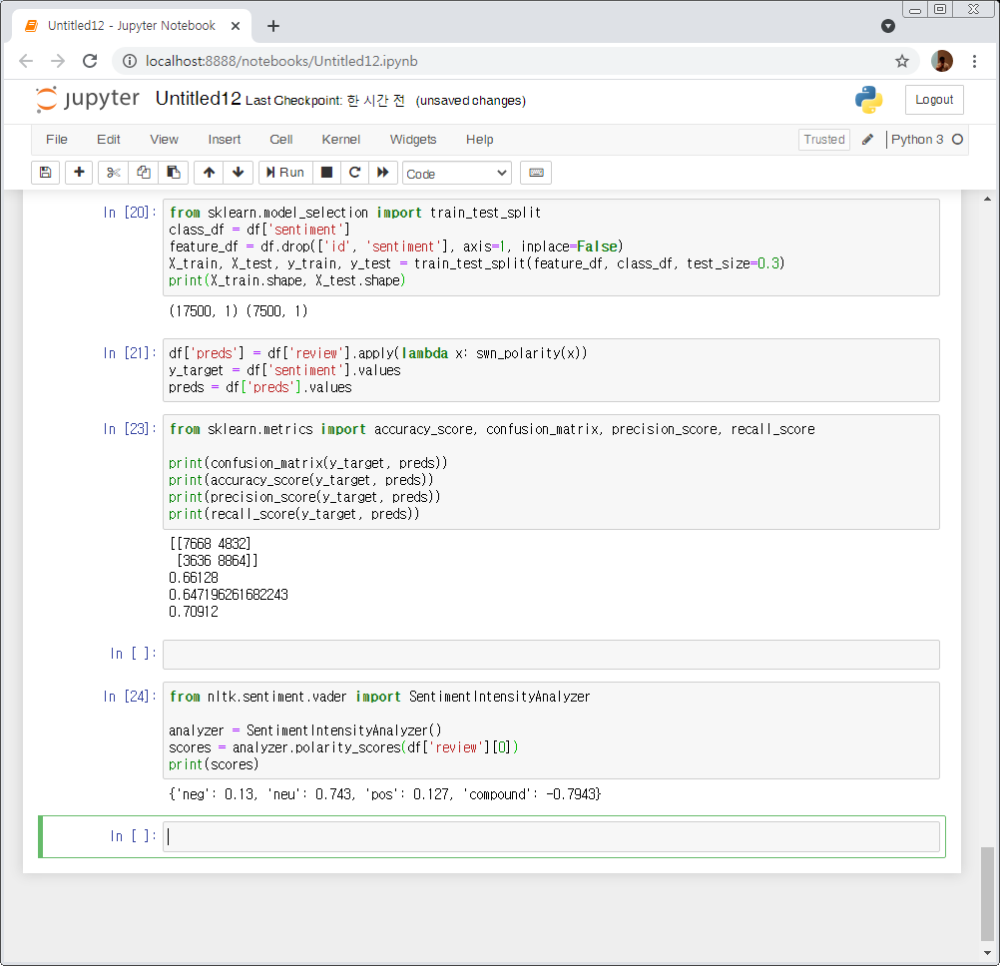 Untitled12 - Jupyter Notebook
localhost:8888/notebooks/Untitled12.ipynb
jupyter Untitled12 Last Checkpoint: 한 시간 전 (unsaved changes) Logout
File Edit View Insert Cell Kernel Widgets Help Trusted Python 3
Run Code
In [20]: from sklearn.model_selection import train_test_split
class_df = df['sentiment']
feature_df = df.drop(['id', 'sentiment'], axis=1, inplace=False)
X_train, X_test, y_train, y_test = train_test_split(feature_df, class_df, test_size=0.3)
print(X_train.shape, X_test.shape)
(17500, 1) (7500, 1)
In [21]: df['preds'] = df['review'].apply(lambda x: swn_polarity(x))
y_target = df['sentiment'].values
preds = df['preds'].values
In [23]: from sklearn.metrics import accuracy_score, confusion_matrix, precision_score, recall_score
print(confusion_matrix(y_target, preds))
print(accuracy_score(y_target, preds))
print(precision_score(y_target, preds))
print(recall_score(y_target, preds))
[[7668 4832]
[3636 8864]]
0.66128
0.647196261682243
0.70912
In [ ]:
In [24]: from nltk.sentiment.vader import SentimentIntensityAnalyzer
analyzer = SentimentIntensityAnalyzer()
scores = analyzer.polarity_scores(df['review'][0])
print(scores)
{'neg': 0.13, 'neu': 0.743, 'pos': 0.127, 'compound': -0.7943}
In [ ]: